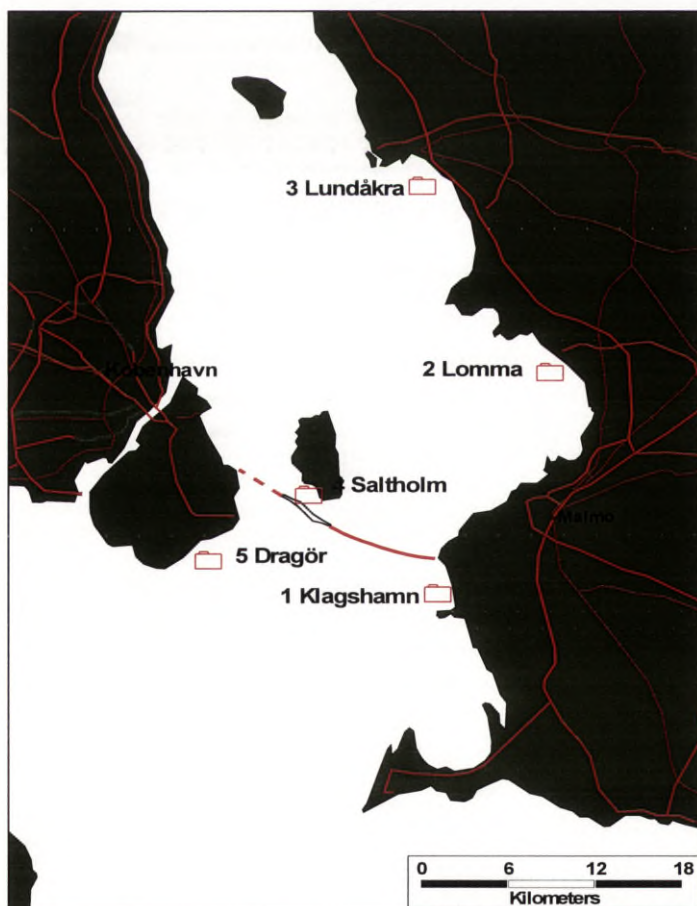 3 Lundåkra
København
2 Lomma
Saltholm
Malmö
5 Dragör
1 Klagshamn
0 6 12 18
Kilometers